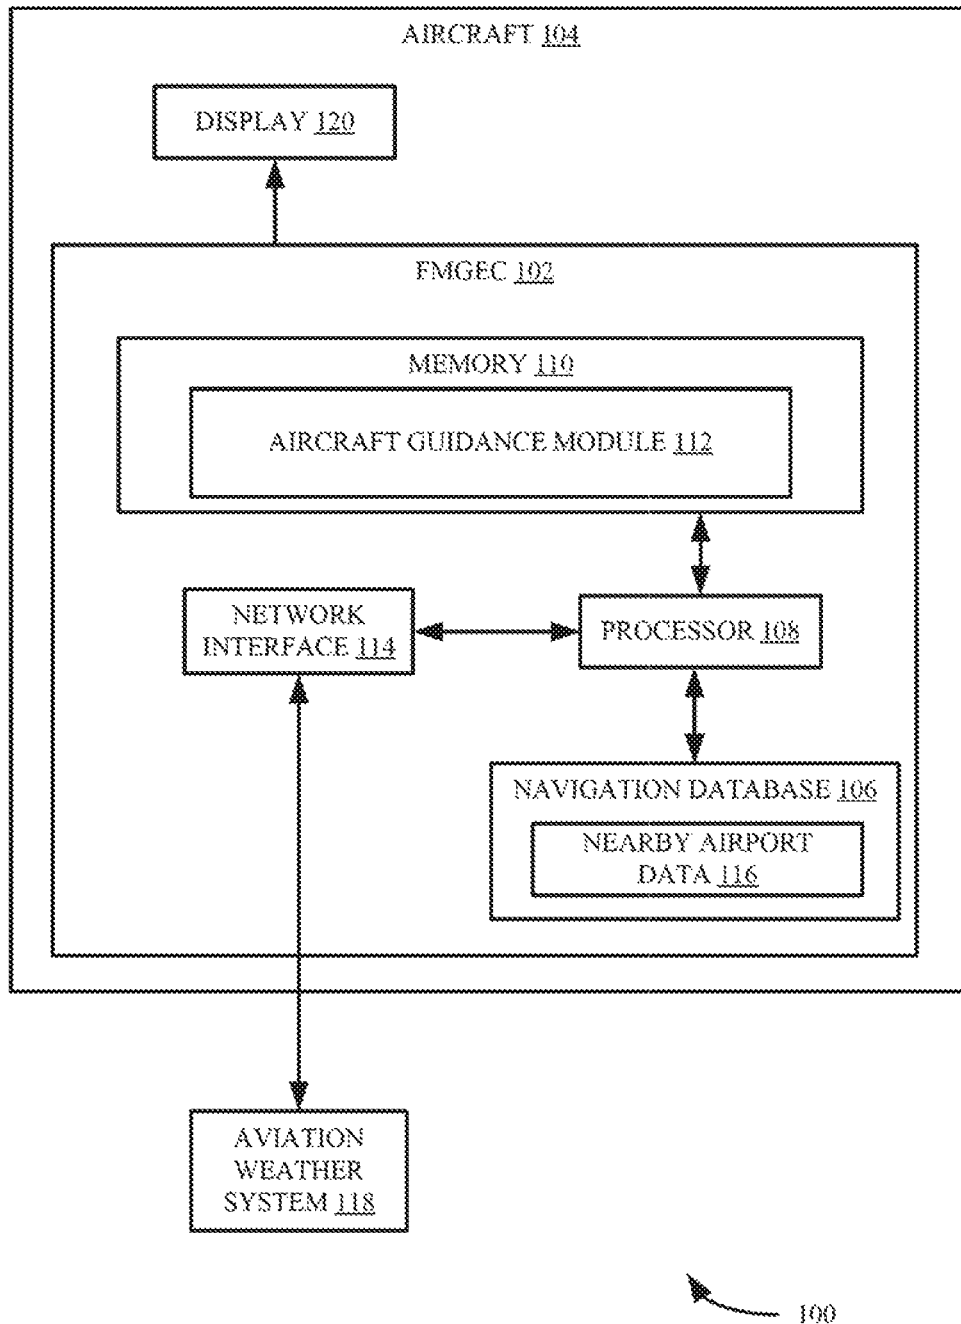 AIRCRAFT 104
DISPLAY 120
FMGEC 102
MEMORY 110
AIRCRAFT GUIDANCE MODULE 112
NETWORK
INTERFACE 114
PROCESSOR 108
NAVIGATION DATABASE 106
NEARBY AIRPORT
DATA 116
AVIATION
WEATHER
SYSTEM 118
100